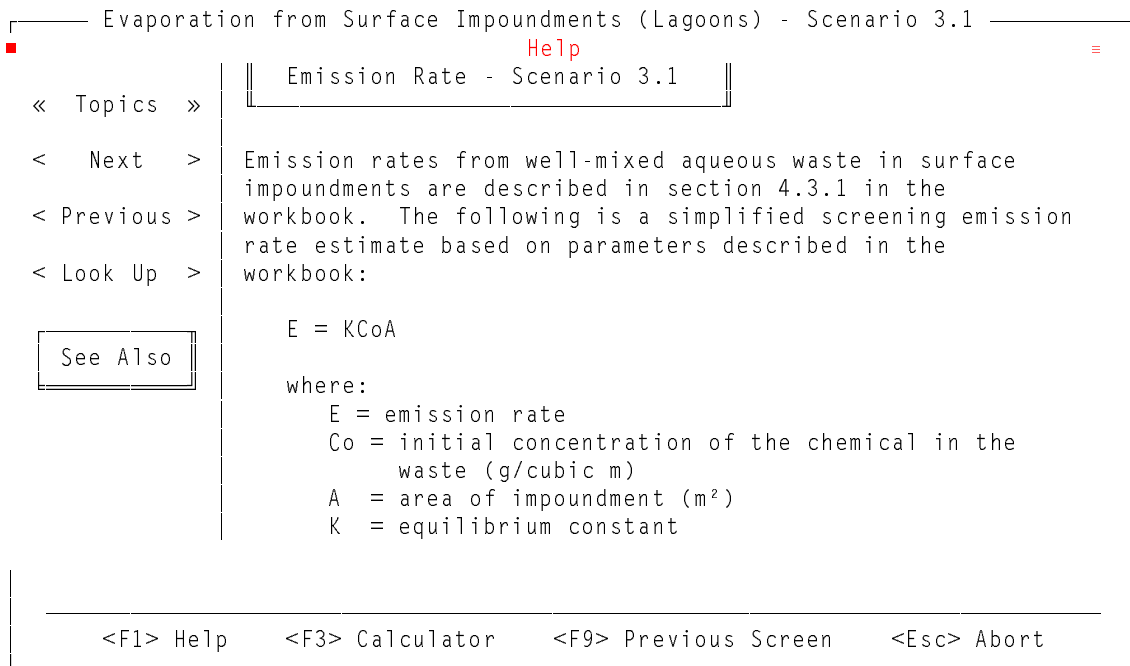 Evaporation from Surface Impoundments (Lagoons) - Scenario 3.1
Help
Emission Rate - Scenario 3.1
« Topics »
< Next >
< Previous >
< Look Up >
See Also
Emission rates from well-mixed aqueous waste in surface
impoundments are described in section 4.3.1 in the
workbook. The following is a simplified screening emission
rate estimate based on parameters described in the
workbook:
E = KCoA
where:
E = emission rate
Co = initial concentration of the chemical in the
waste (g/cubic m)
A = area of impoundment (m²)
K = equilibrium constant
<F1> Help <F3> Calculator <F9> Previous Screen <Esc> Abort